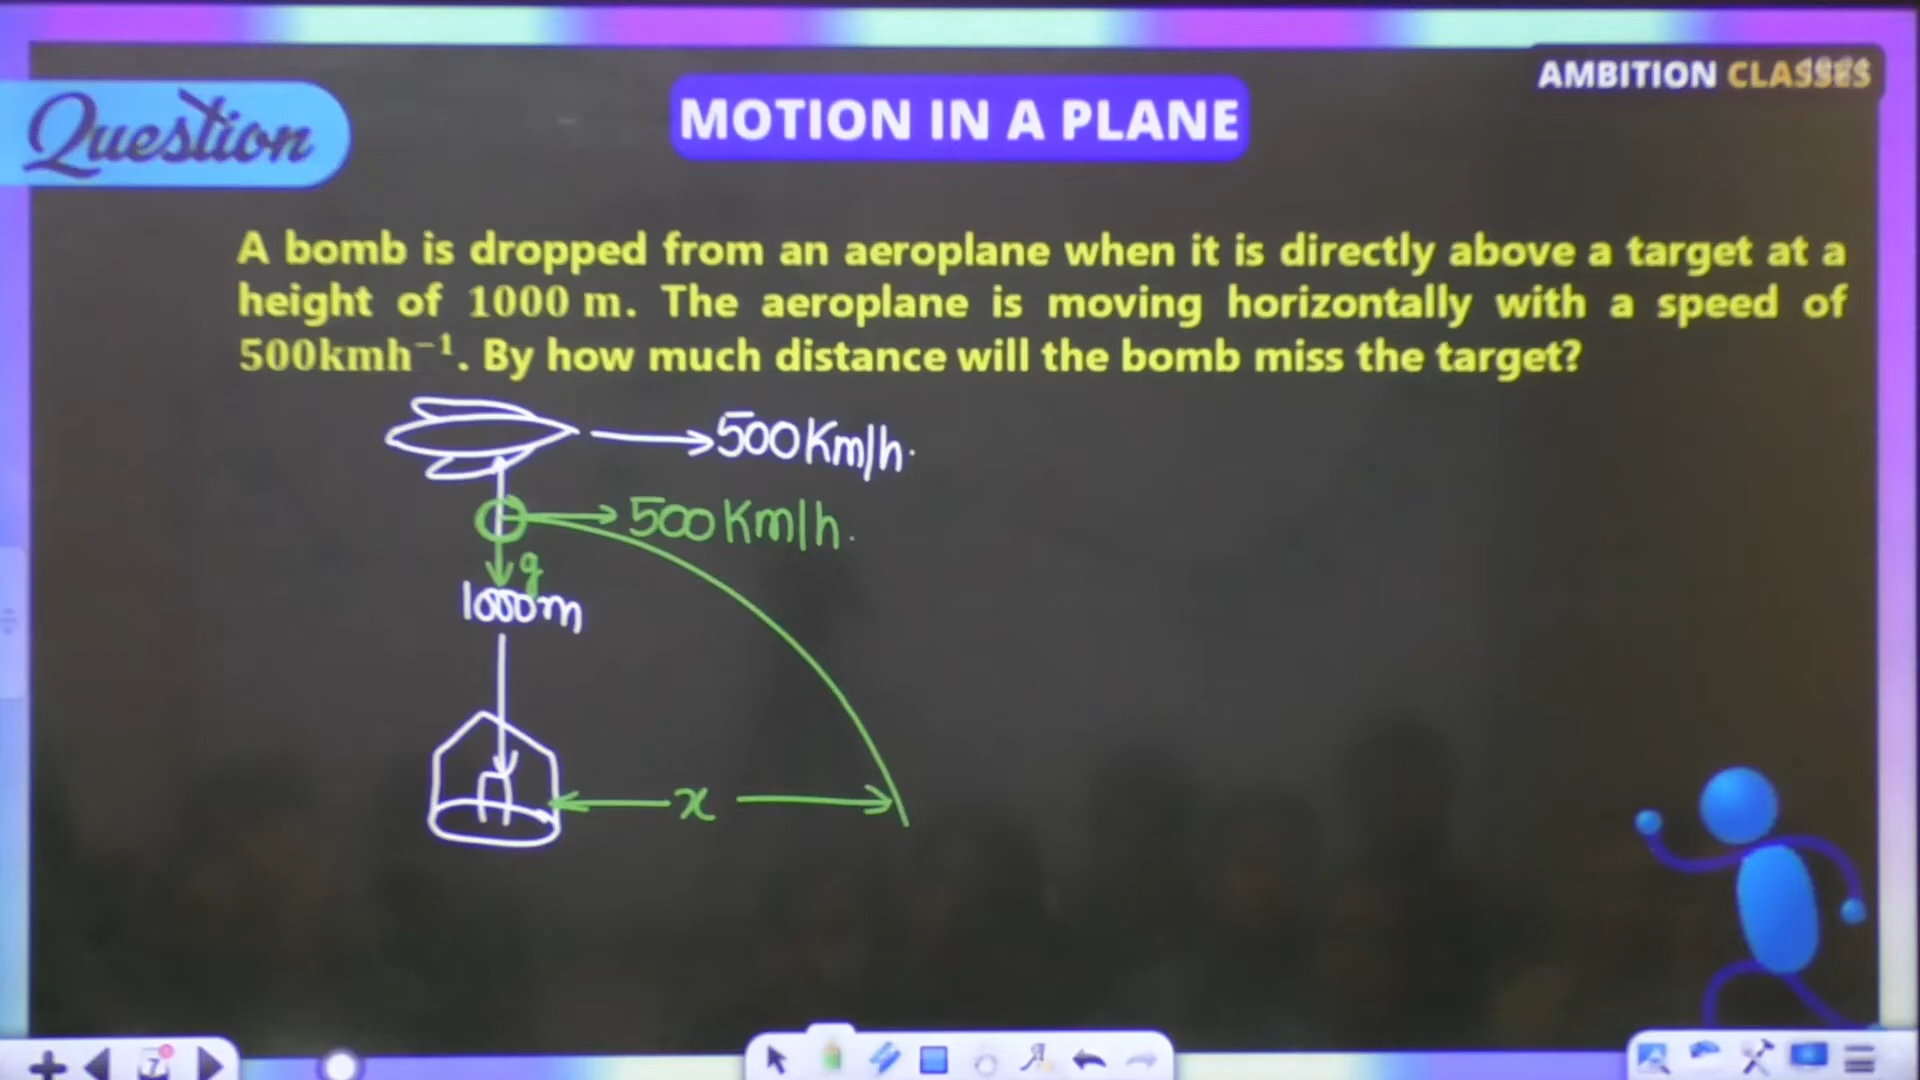 AMBITION CLASSES
Question
MOTION IN A PLANE
A bomb is dropped from an aeroplane when it is directly above a target at a
height of 1000 m. The aeroplane is moving horizontally with a speed of
500kmh⁻¹. By how much distance will the bomb miss the target?
500Km/h.
500Km/h.
g
1000m
x
7